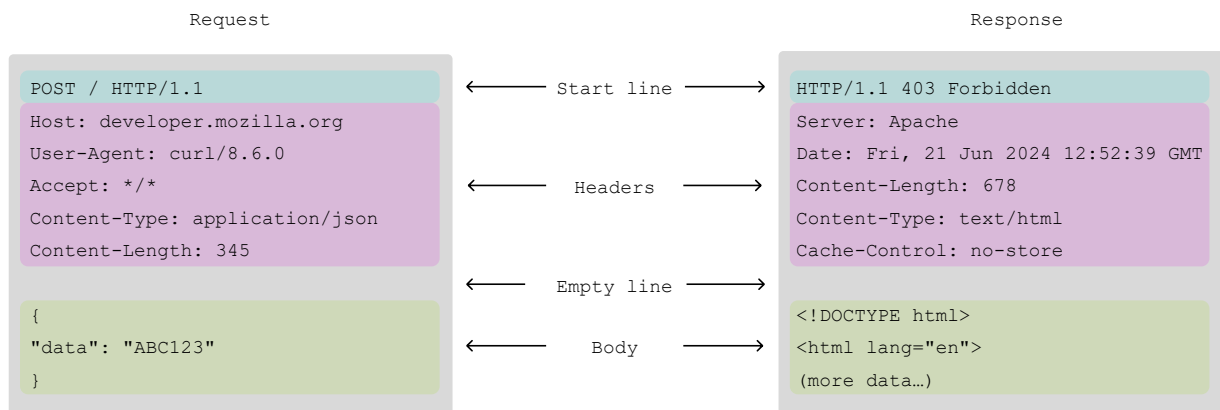 Request
Response
POST / HTTP/1.1
Start line
HTTP/1.1 403 Forbidden
Host: developer.mozilla.org
User-Agent: curl/8.6.0
Accept: */*
Content-Type: application/json
Content-Length: 345
Headers
Server: Apache
Date: Fri, 21 Jun 2024 12:52:39 GMT
Content-Length: 678
Content-Type: text/html
Cache-Control: no-store
Empty line
{
"data": "ABC123"
}
Body
<!DOCTYPE html>
<html lang="en">
(more data…)